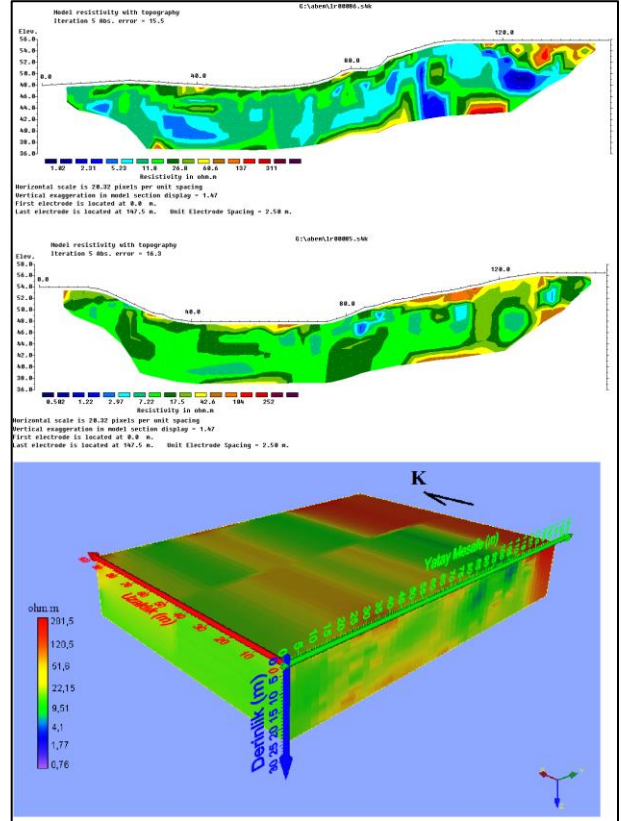 G:\abem\lr00006.s4k
Model resistivity with topography
Iteration 5 Abs. error = 15.5
Elev.
56.0
54.0
52.0
50.0
48.0
46.0
44.0
42.0
40.0
38.0
36.0
0.0
40.0
80.0
120.0
1.02 2.31 5.23 11.8 26.8 60.6 137 311
Resistivity in ohm.m
Horizontal scale is 20.32 pixels per unit spacing
Vertical exaggeration in model section display = 1.47
First electrode is located at 0.0 m.
Last electrode is located at 147.5 m. Unit Electrode Spacing = 2.50 m.
G:\abem\lr00005.s4k
Model resistivity with topography
Iteration 5 Abs. error = 16.3
Elev.
58.0
56.0
54.0
52.0
50.0
48.0
46.0
44.0
42.0
40.0
38.0
36.0
0.0
40.0
80.0
120.0
0.502 1.22 2.97 7.22 17.5 42.6 104 252
Resistivity in ohm.m
Horizontal scale is 20.32 pixels per unit spacing
Vertical exaggeration in model section display = 1.47
First electrode is located at 0.0 m.
Last electrode is located at 147.5 m. Unit Electrode Spacing = 2.50 m.
K
Yatay Mesafe (m)
Uzaklik (m)
Derinlik (m)
0 5 10 15 20 25 30
ohm.m
281,5
120,5
51,6
22,15
9,51
4,1
1,77
0,76